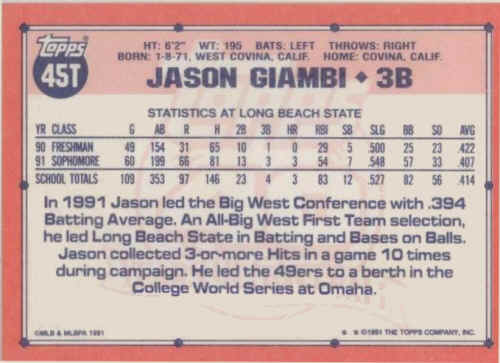 Topps
45T
HT: 6'2" WT: 195 BATS: LEFT THROWS: RIGHT
BORN: 1-8-71, WEST COVINA, CALIF. HOME: COVINA, CALIF.
JASON GIAMBI ◆ 3B
STATISTICS AT LONG BEACH STATE
YR CLASS G AB R H 2B 3B HR RBI SB SLG BB SO AVG
90 FRESHMAN 49 154 31 65 10 1 0 29 5 .500 25 23 .422
91 SOPHOMORE 60 199 66 81 13 3 3 54 7 .548 57 33 .407
SCHOOL TOTALS 109 353 97 146 23 4 3 83 12 .527 82 56 .414
In 1991 Jason led the Big West Conference with .394
Batting Average. An All-Big West First Team selection,
he led Long Beach State in Batting and Bases on Balls.
Jason collected 3-or-more Hits in a game 10 times
during campaign. He led the 49ers to a berth in the
College World Series at Omaha.
©MLB & MLBPA 1991
* * ©1991 THE TOPPS COMPANY, INC.